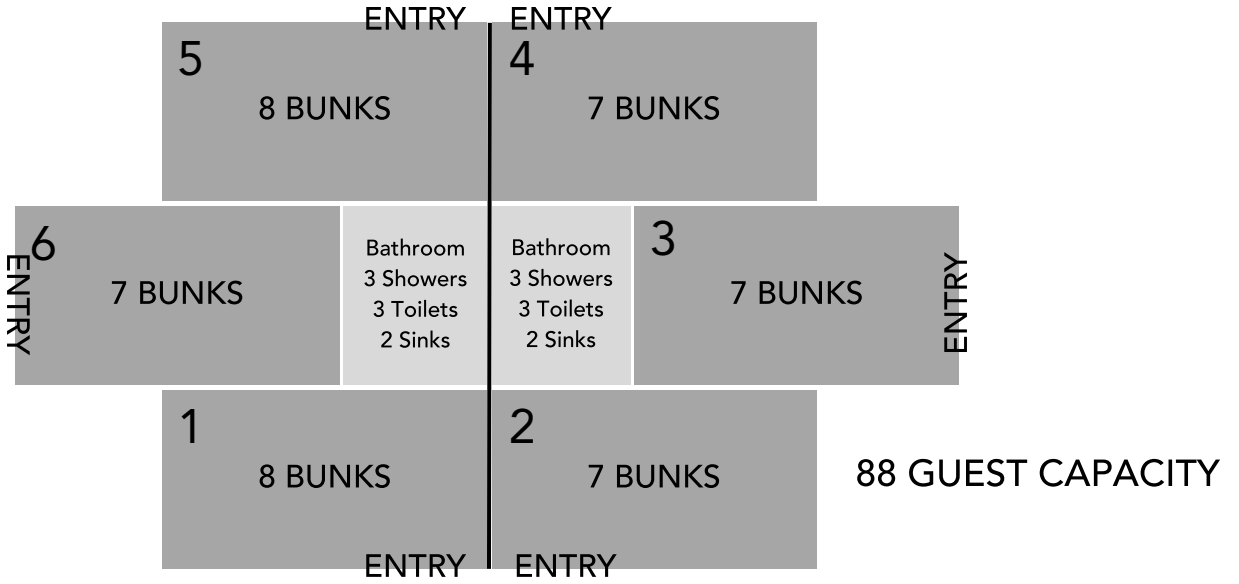 ENTRY
ENTRY
5
8 BUNKS
4
7 BUNKS
ENTRY
6
7 BUNKS
Bathroom
3 Showers
3 Toilets
2 Sinks
Bathroom
3 Showers
3 Toilets
2 Sinks
3
7 BUNKS
ENTRY
1
8 BUNKS
2
7 BUNKS
88 GUEST CAPACITY
ENTRY
ENTRY